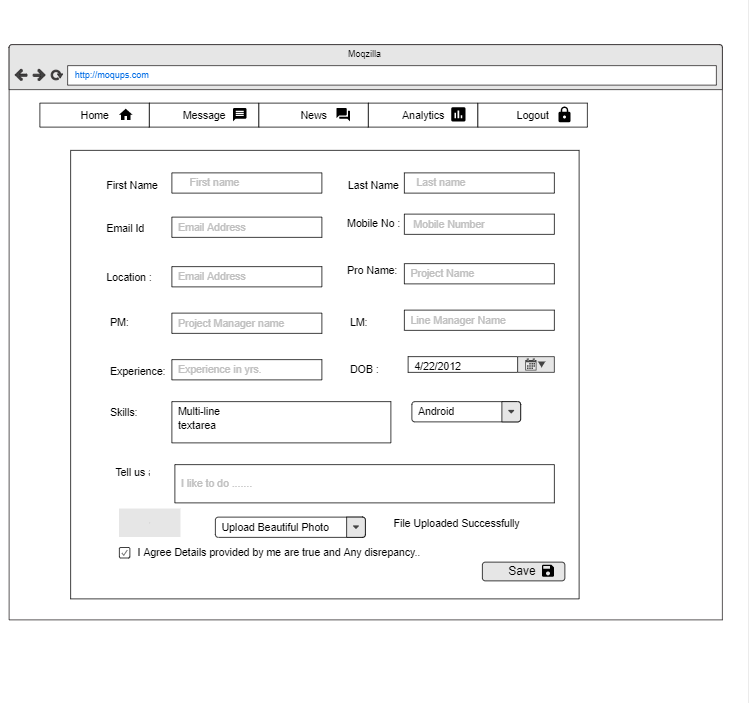 Moqzilla
http://moqups.com
Home Message News Analytics Logout
First Name First name Last Name Last name
Email Id Email Address Mobile No : Mobile Number
Location : Email Address Pro Name: Project Name
PM: Project Manager name LM: Line Manager Name
Experience: Experience in yrs. DOB : 4/22/2012
Skills: Multi-line Android
textarea
Tell us I like to do .......
Upload Beautiful Photo File Uploaded Successfully
I Agree Details provided by me are true and Any disrepancy..
Save